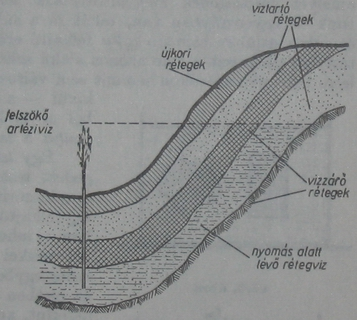 víztartó
rétegek
újkori
rétegek
felszökő
artézivíz
vízzáró
rétegek
nyomás alatt
lévő rétegvíz